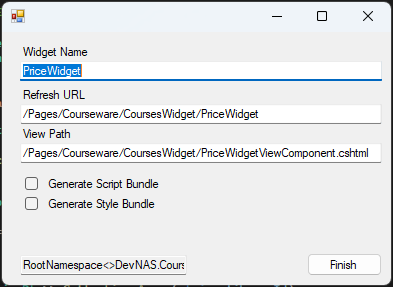 Widget Name
PriceWidget
Refresh URL
/Pages/Courseware/CoursesWidget/PriceWidget
View Path
/Pages/Courseware/CoursesWidget/PriceWidgetViewComponent.cshtml
Generate Script Bundle
Generate Style Bundle
RootNamespace<>DevNAS.Cours
Finish